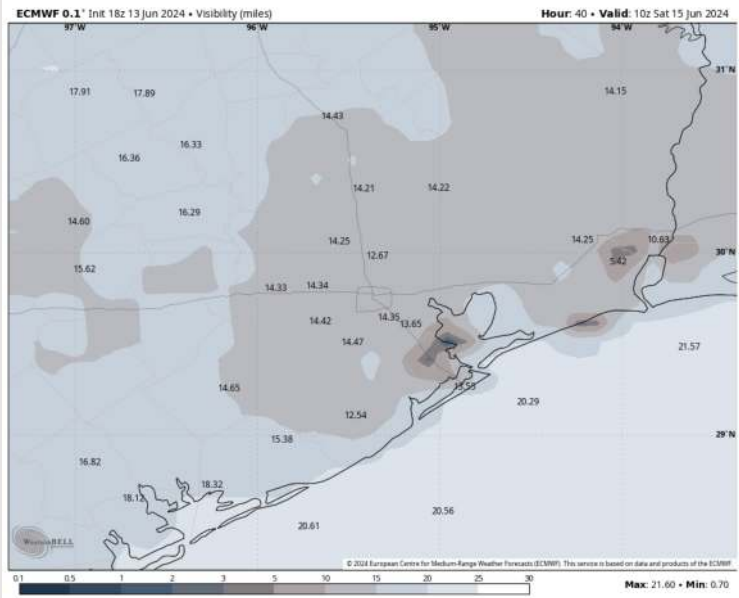 ECMWF 0.1° Init 18z 13 Jun 2024 • Visibility (miles) Hour: 40 • Valid: 10z Sat 15 Jun 2024
97°W 96°W 95°W 94°W
31°N
17.91 17.89 14.15
14.43
16.33
16.36
14.21 14.22
16.29
14.60
14.25 14.25 10.63
12.67 5.42 30°N
15.62
14.33 14.34
14.42 14.35 13.65
14.47 21.57
14.65 13.55
20.29
12.54
15.38 29°N
16.82
18.32
18.12
20.61 20.56
WeatherBELL
© 2024 European Centre for Medium-Range Weather Forecasts (ECMWF). This service is based on data and products of the ECMWF
0.1 0.5 1 2 3 5 10 15 20 25 30
Max: 21.60 • Min: 0.70